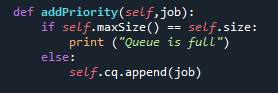 def addPriority(self,job):
    if self.maxSize() == self.size:
        print ("Queue is full")
    else:
        self.cq.append(job)